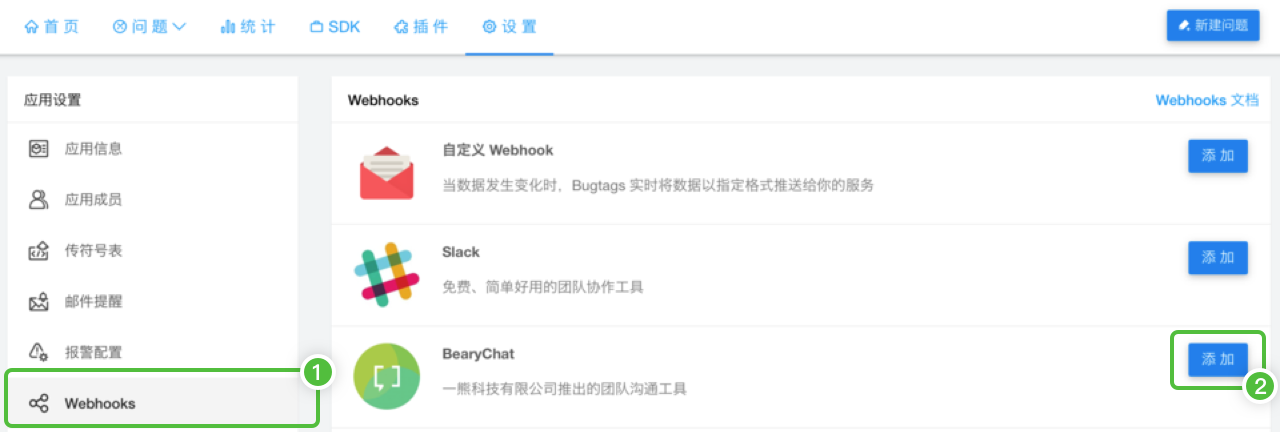 首页 问题 统计 SDK 插件 设置 新建问题
应用设置
应用信息
应用成员
传符号表
邮件提醒
报警配置
Webhooks
1
Webhooks Webhooks 文档
自定义 Webhook
当数据发生变化时，Bugtags 实时将数据以指定格式推送给你的服务
添加
Slack
免费、简单好用的团队协作工具
添加
BearyChat
一熊科技有限公司推出的团队沟通工具
添加
2